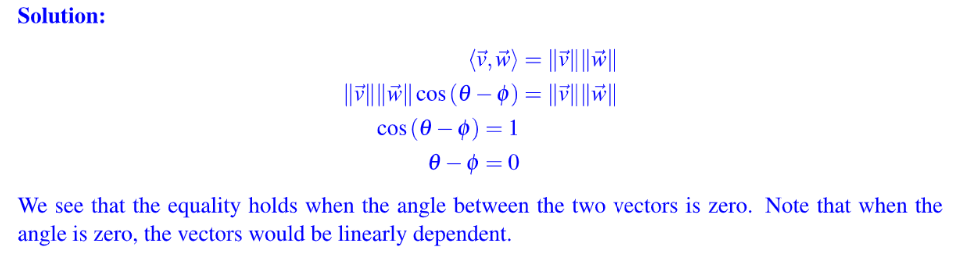 Solution:
⟨v⃗, w⃗⟩ = ‖v⃗‖‖w⃗‖
‖v⃗‖‖w⃗‖ cos (θ − ϕ) = ‖v⃗‖‖w⃗‖
cos (θ − ϕ) = 1
θ − ϕ = 0
We see that the equality holds when the angle between the two vectors is zero. Note that when the
angle is zero, the vectors would be linearly dependent.